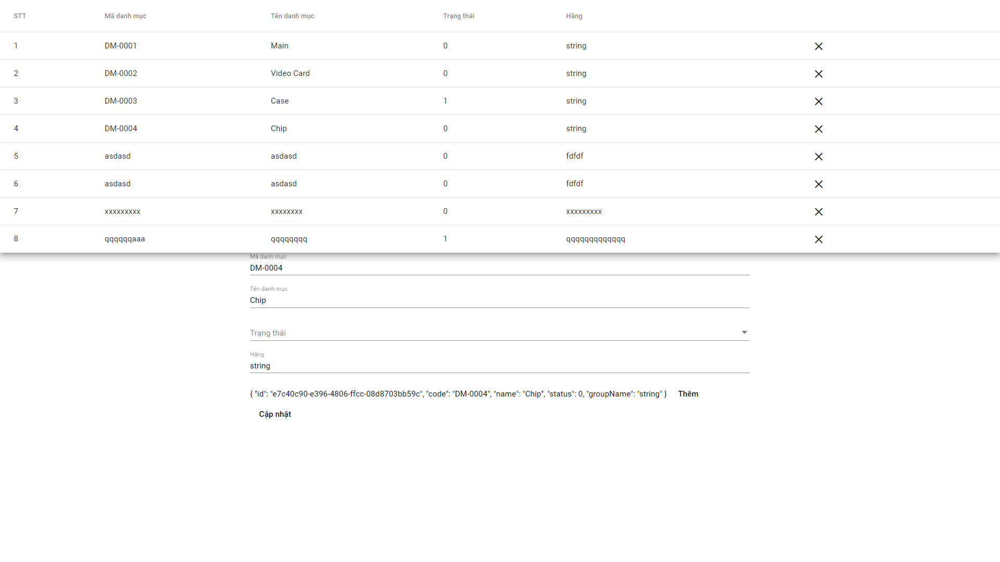 STT Mã danh mục Tên danh mục Trạng thái Hãng
1 DM-0001 Main 0 string
2 DM-0002 Video Card 0 string
3 DM-0003 Case 1 string
4 DM-0004 Chip 0 string
5 asdasd asdasd 0 fdfdf
6 asdasd asdasd 0 fdfdf
7 xxxxxxxxx xxxxxxxx 0 xxxxxxxxx
8 qqqqqqaaa qqqqqqqq 1 qqqqqqqqqqqqq
Mã danh mục
DM-0004
Tên danh mục
Chip
Trạng thái
Hãng
string
{ "id": "e7c40c90-e396-4806-ffcc-08d8703bb59c", "code": "DM-0004", "name": "Chip", "status": 0, "groupName": "string" } Thêm
Cập nhật